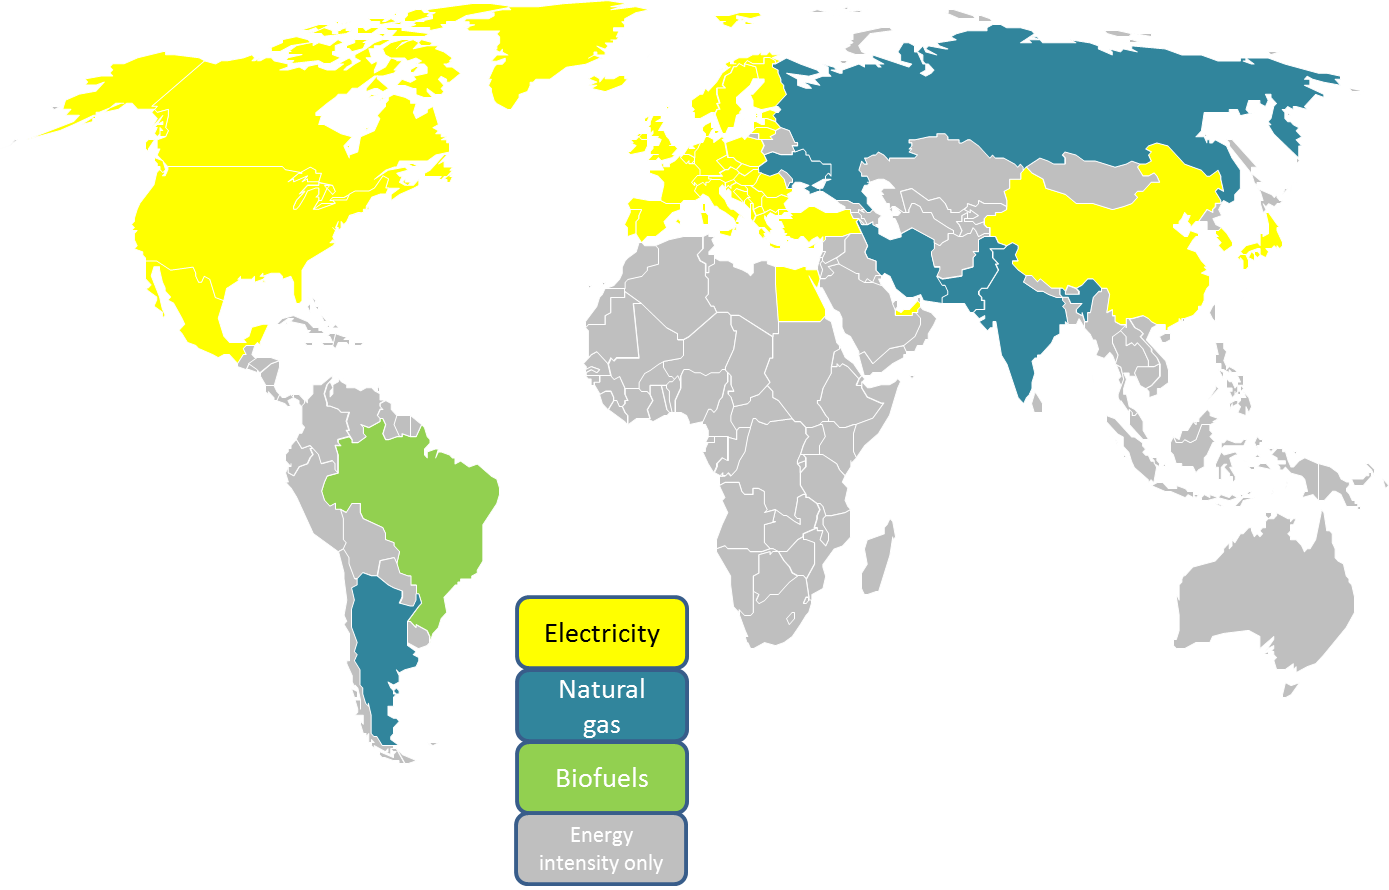 Electricity
Natural
gas
Biofuels
Energy
intensity only